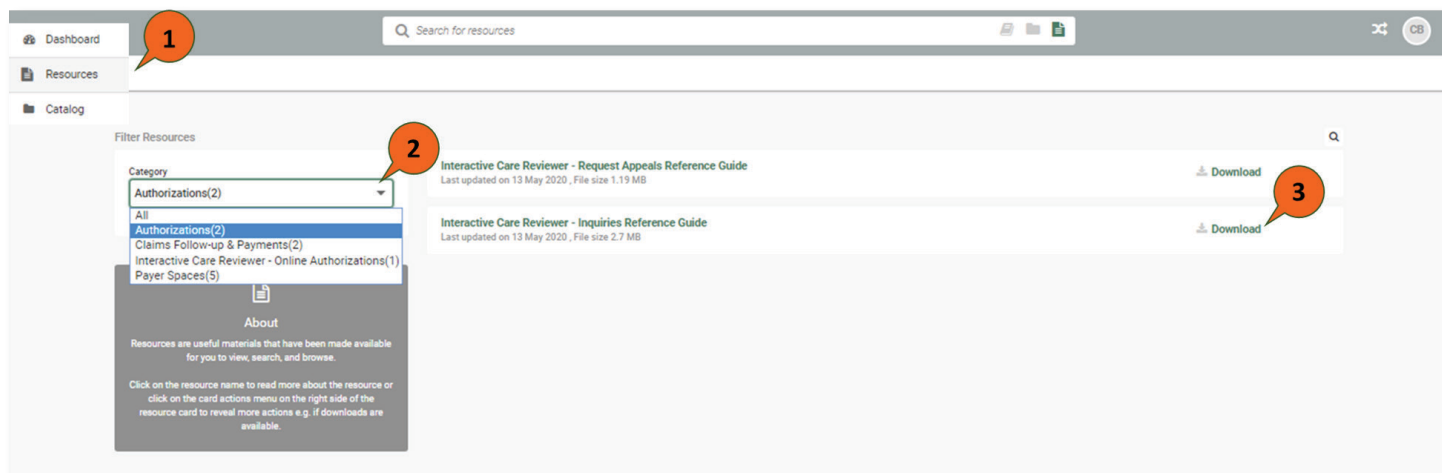 Dashboard
Resources
Catalog
1
Search for resources
CB
Filter Resources
Category
Authorizations(2)
All
Authorizations(2)
Claims Follow-up & Payments(2)
Interactive Care Reviewer - Online Authorizations(1)
Payer Spaces(5)
2
About
Resources are useful materials that have been made available
for you to view, search, and browse.
Click on the resource name to read more about the resource or
click on the card actions menu on the right side of the
resource card to reveal more actions e.g. if downloads are
available.
Interactive Care Reviewer - Request Appeals Reference Guide
Last updated on 13 May 2020 , File size 1.19 MB
Download
Interactive Care Reviewer - Inquiries Reference Guide
Last updated on 13 May 2020 , File size 2.7 MB
Download
3